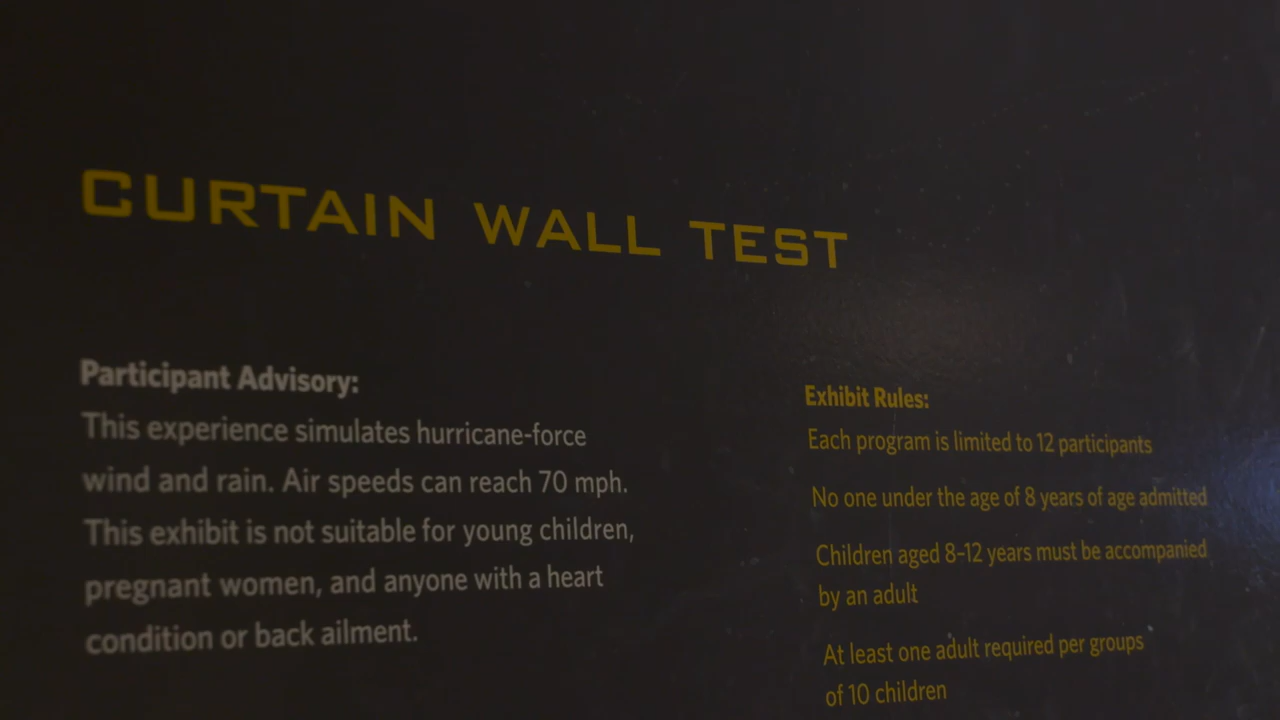 CURTAIN WALL TEST
Participant Advisory:
This experience simulates hurricane-force
wind and rain. Air speeds can reach 70 mph.
This exhibit is not suitable for young children,
pregnant women, and anyone with a heart
condition or back ailment.
Exhibit Rules:
Each program is limited to 12 participants
No one under the age of 8 years of age admitted
Children aged 8–12 years must be accompanied
by an adult
At least one adult required per groups
of 10 children